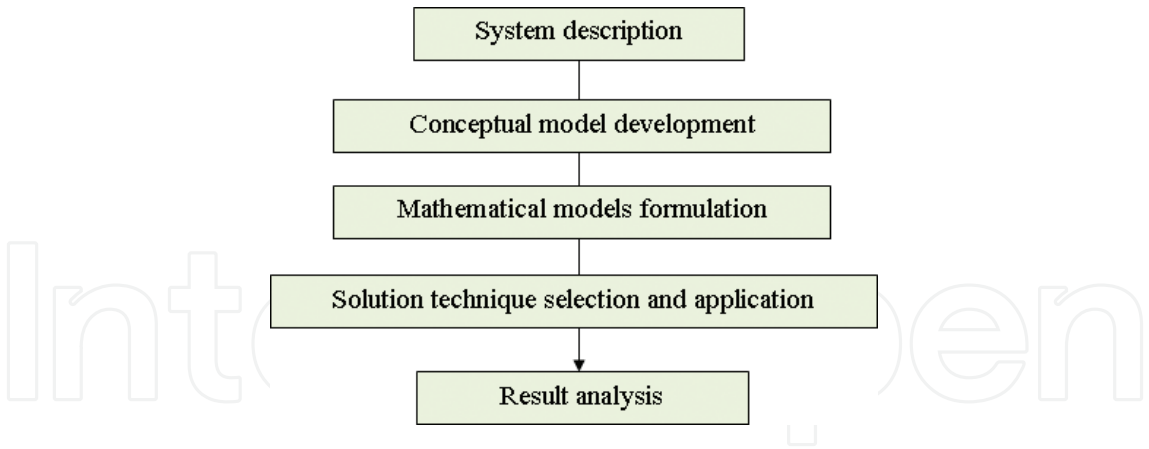 System description
Conceptual model development
Mathematical models formulation
Solution technique selection and application
Result analysis